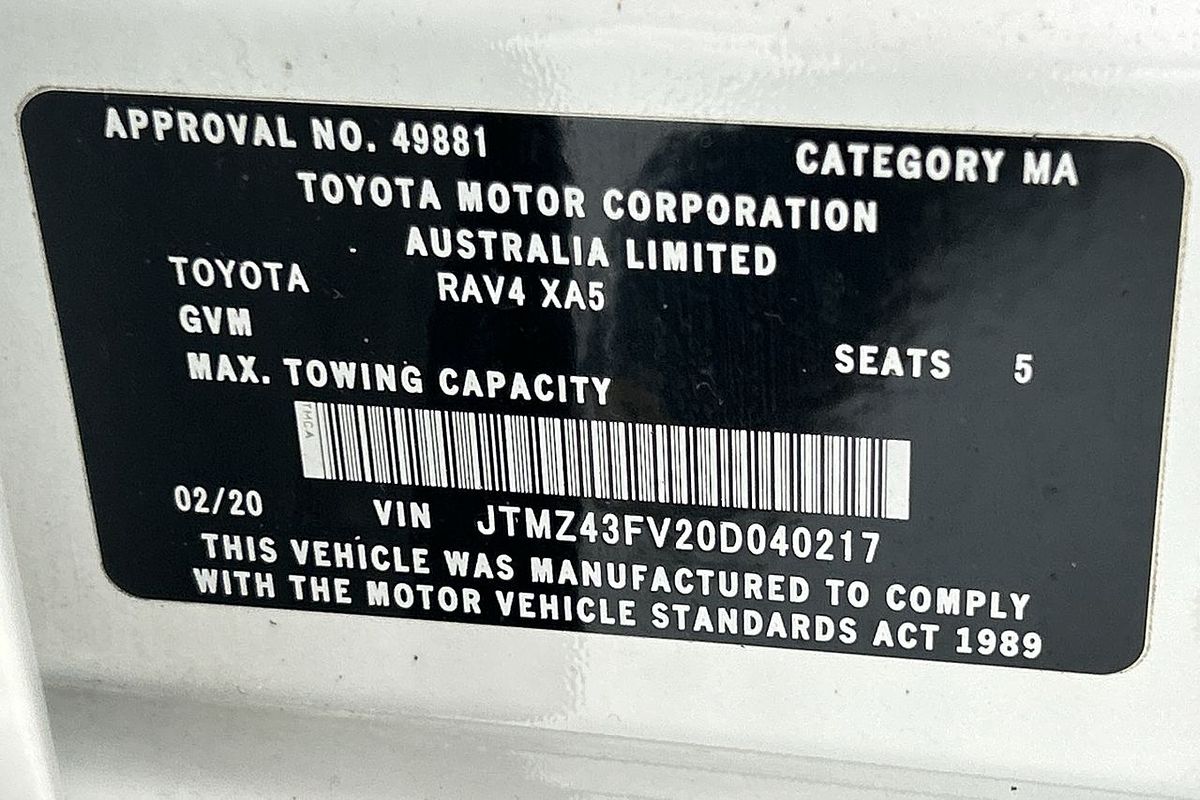 APPROVAL NO. 49881 CATEGORY MA
TOYOTA MOTOR CORPORATION
AUSTRALIA LIMITED
TOYOTA RAV4 XA5
GVM SEATS 5
MAX. TOWING CAPACITY
TMCA
02/20 VIN JTMZ43FV20D040217
THIS VEHICLE WAS MANUFACTURED TO COMPLY
WITH THE MOTOR VEHICLE STANDARDS ACT 1989